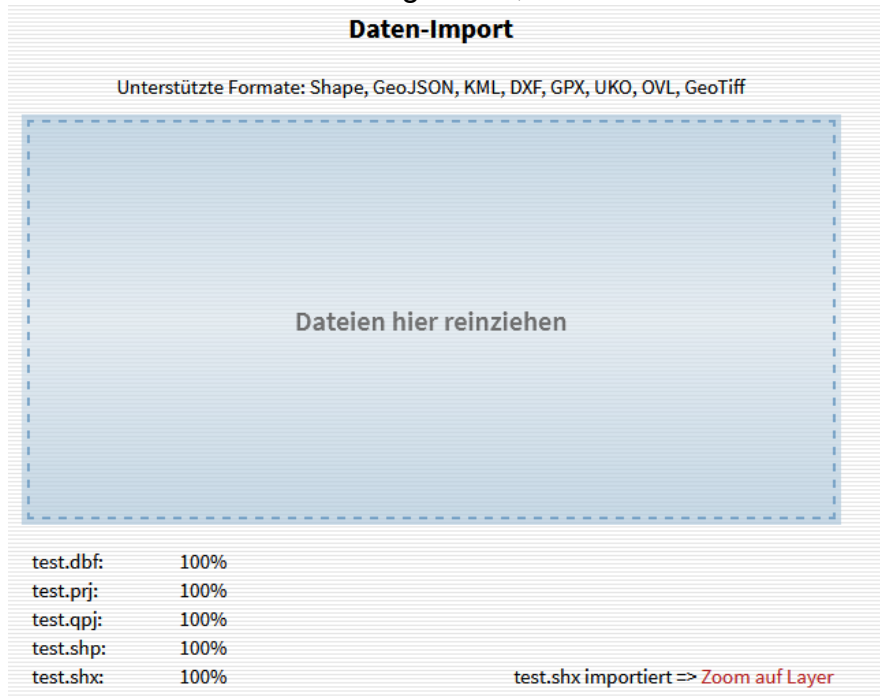 Daten-Import
Unterstützte Formate: Shape, GeoJSON, KML, DXF, GPX, UKO, OVL, GeoTiff
Dateien hier reinziehen
test.dbf: 100%
test.prj: 100%
test.qpj: 100%
test.shp: 100%
test.shx: 100% test.shx importiert => Zoom auf Layer